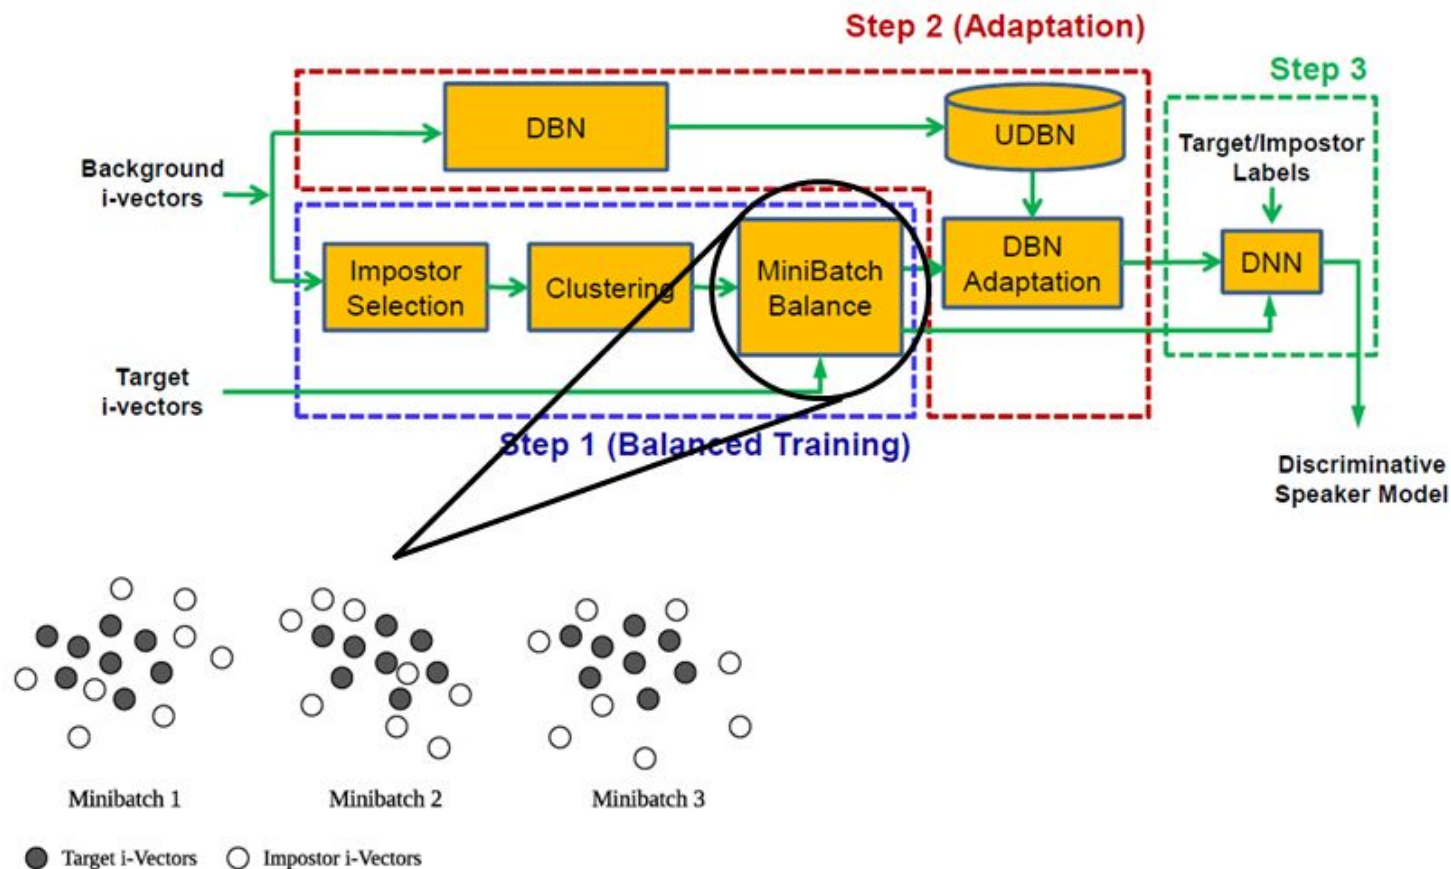 Step 2 (Adaptation)
Step 3
DBN
UDBN
Target/Impostor
Labels
Background
i-vectors
Impostor
Selection
Clustering
MiniBatch
Balance
DBN
Adaptation
DNN
Target
i-vectors
Step 1 (Balanced Training)
Discriminative
Speaker Model
Minibatch 1
Minibatch 2
Minibatch 3
Target i-Vectors
Impostor i-Vectors